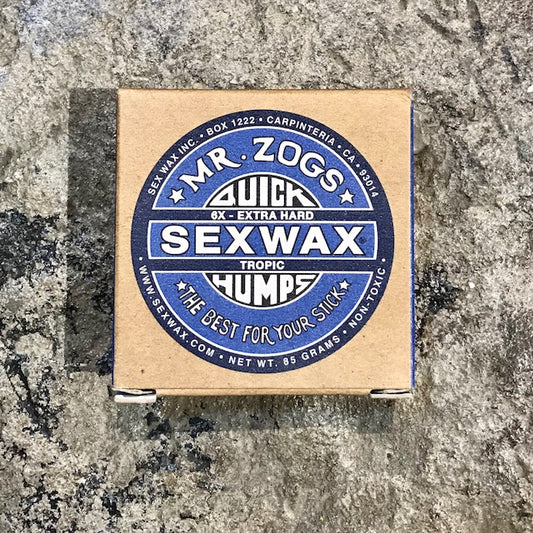 SEX WAX INC. • BOX 1222 • CARPINTERIA • CA • 93014
MR. ZOGS
QUICK
6X - EXTRA HARD
SEXWAX
TROPIC
HUMPS
THE BEST FOR YOUR STICK
• WWW.SEXWAX.COM • NET WT. 85 GRAMS • NON-TOXIC •